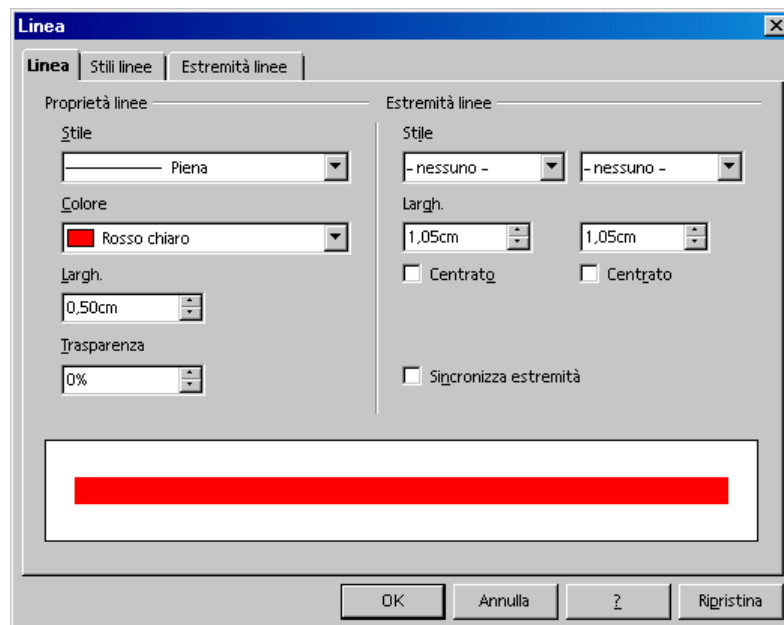 Linea
Linea
Stili linee
Estremità linee
Proprietà linee
Stile
Piena
Colore
Rosso chiaro
Largh.
0,50cm
Trasparenza
0%
Estremità linee
Stile
- nessuno -
- nessuno -
Largh.
1,05cm
1,05cm
Centrato
Centrato
Sincronizza estremità
OK
Annulla
?
Ripristina